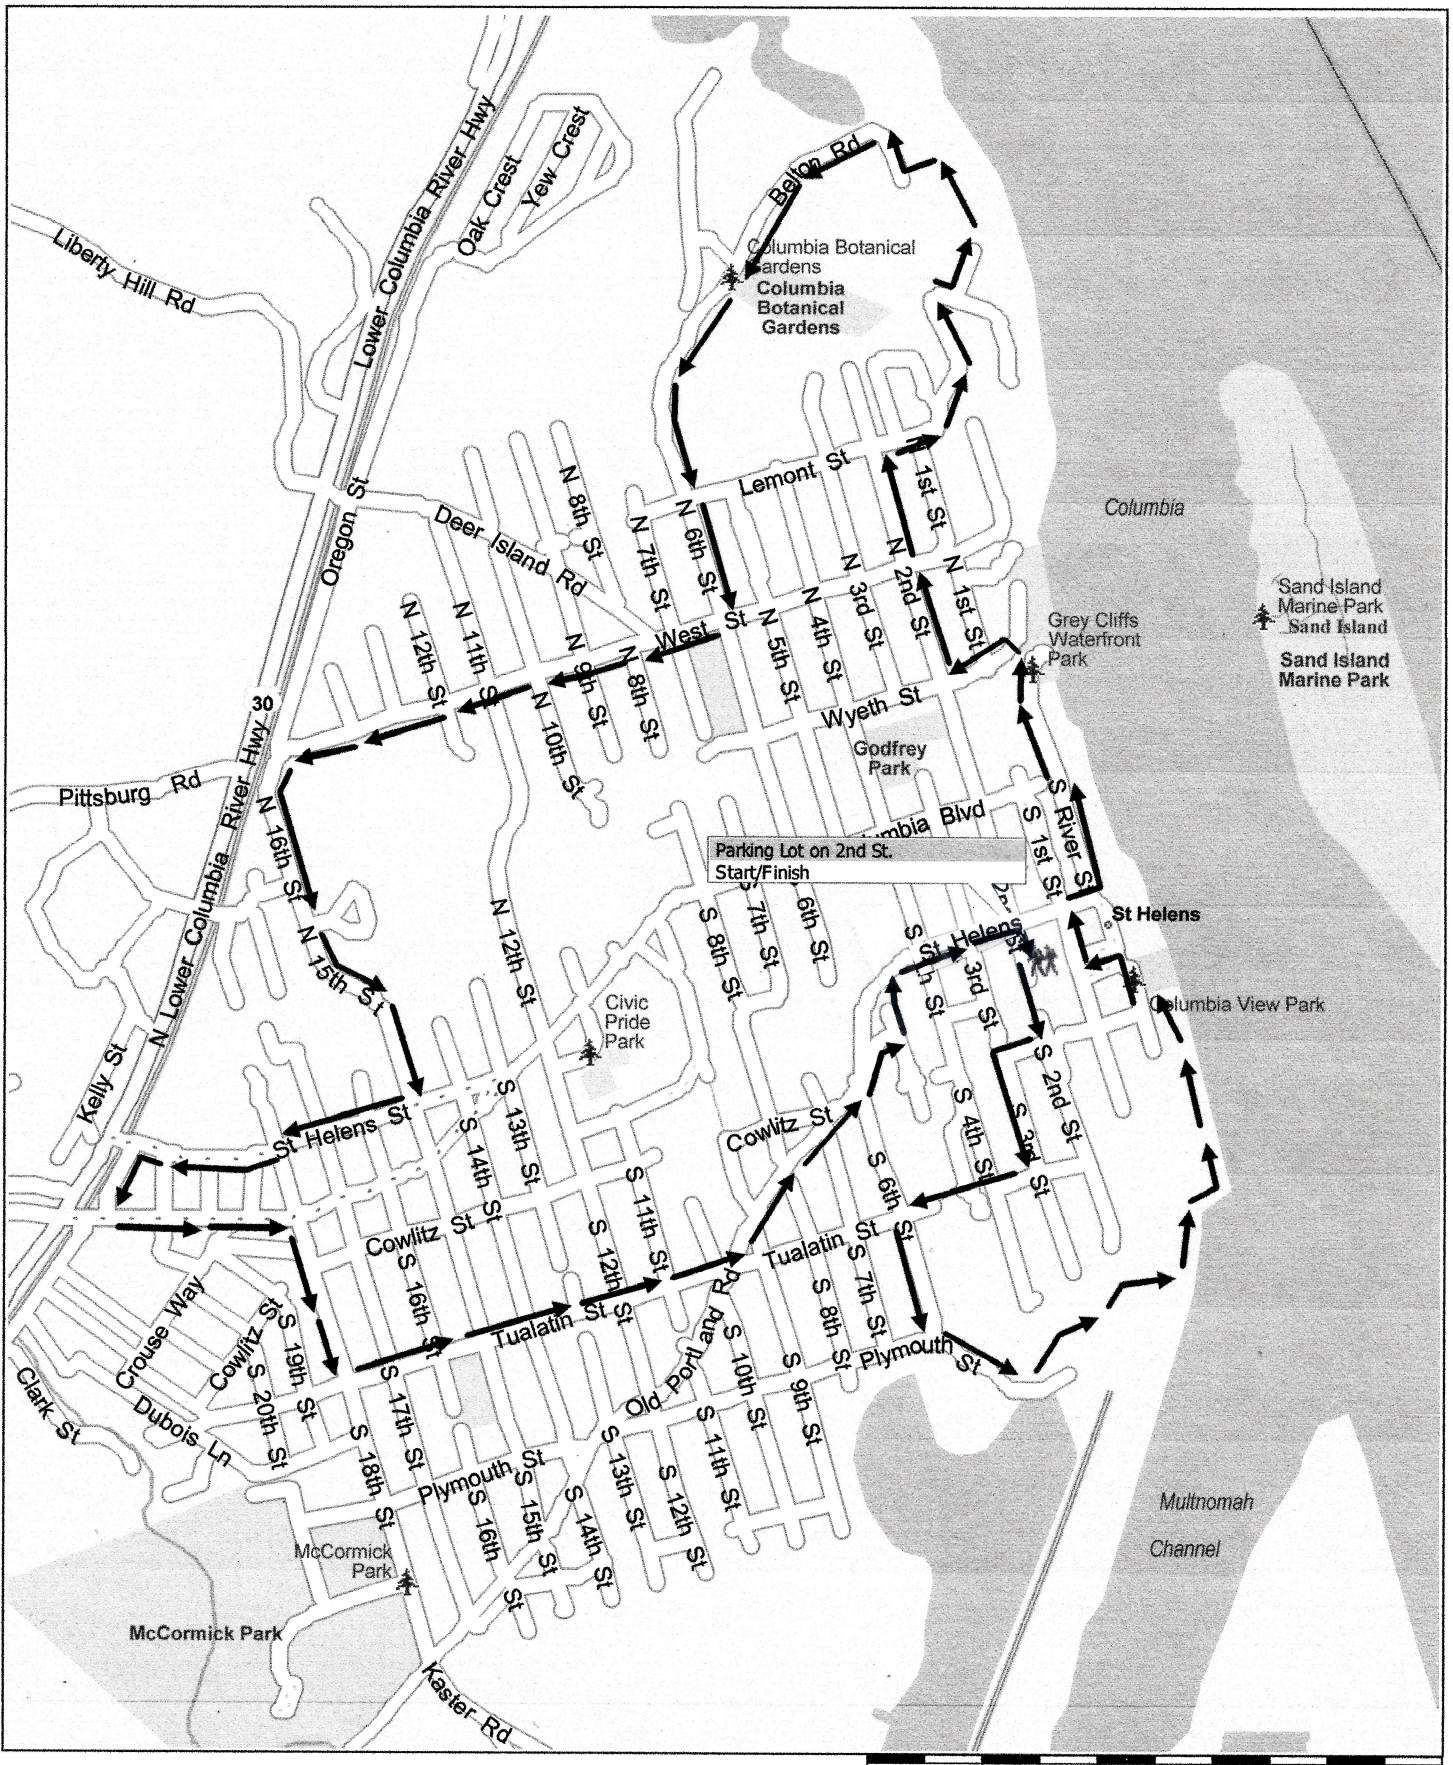 Lower Columbia River Hwy
Oak Crest
Yew Crest
Belton Rd
Liberty Hill Rd
Columbia Botanical
Gardens
Columbia
Botanical
Gardens
Oregon St
Deer Island Rd
N 8th St
N 7th St
N 6th St
Lemont St
N 1st St
Columbia
N 12th St
N 11th St
N 9th St
N 8th St
West St
N 5th St
N 4th St
N 3rd St
N 2nd St
N 1st St
Grey Cliffs
Waterfront
Park
Sand Island
Marine Park
Sand Island
Sand Island
Marine Park
30
N 10th St
Wyeth St
Godfrey
Park
Pittsburg Rd
River Hwy
N 16th St
umbia Blvd
S 1st St
S River St
Parking Lot on 2nd St.
Start/Finish
N Lower Columbia
N 15th St
N 12th St
S 8th St
S 7th St
S 6th St
St Helens
St Helens
S 4th St
S 3rd St
Columbia View Park
Civic
Pride
Park
Kelly St
St Helens St
S 13th St
S 14th St
Cowlitz St
S 2nd St
S 4th St
S 3rd St
S 6th St
S 11th St
Cowlitz St
S 12th St
Tualatin St
S 16th St
Tualatin St
S 7th St
S 8th St
Plymouth St
Crouse Way
Cowlitz St
S 19th St
S 20th St
Clark St
Dubois Ln
S 17th St
S 18th St
Old Portland Rd
S 10th St
S 9th St
S 11th St
Plymouth St
S 13th St
S 12th St
S 16th St
S 15th St
S 14th St
Multnomah
Channel
McCormick
Park
McCormick Park
Kaster Rd